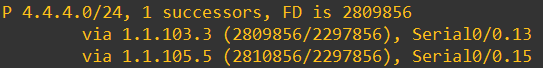 P 4.4.4.0/24, 1 successors, FD is 2809856
via 1.1.103.3 (2809856/2297856), Serial0/0.13
via 1.1.105.5 (2810856/2297856), Serial0/0.15